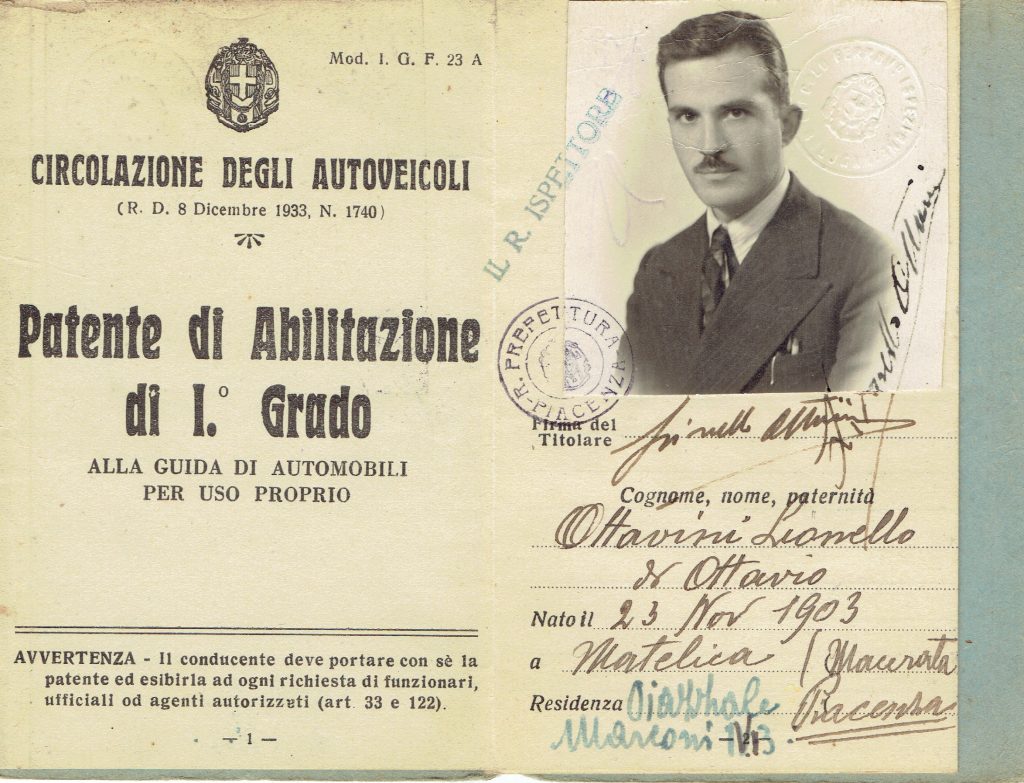 Mod. I. G. F. 23 A
CIRCOLAZIONE DEGLI AUTOVEICOLI
(R. D. 8 Dicembre 1933, N. 1740)
Patente di Abilitazione
di I.° Grado
ALLA GUIDA DI AUTOMOBILI
PER USO PROPRIO
AVVERTENZA - Il conducente deve portare con sè la
patente ed esibirla ad ogni richiesta di funzionari,
ufficiali od agenti autorizzati (art. 33 e 122).
— 1 —
IL R. ISPETTORE
R. PREFETTURA
PIACENZA
Firma del
Titolare
Cognome, nome, paternità
Ottavini Lionello
di Ottavio
Nato il 23 Nov 1903
a Matelica (Macerata
Residenza Piazzale Piacenza
Marconi